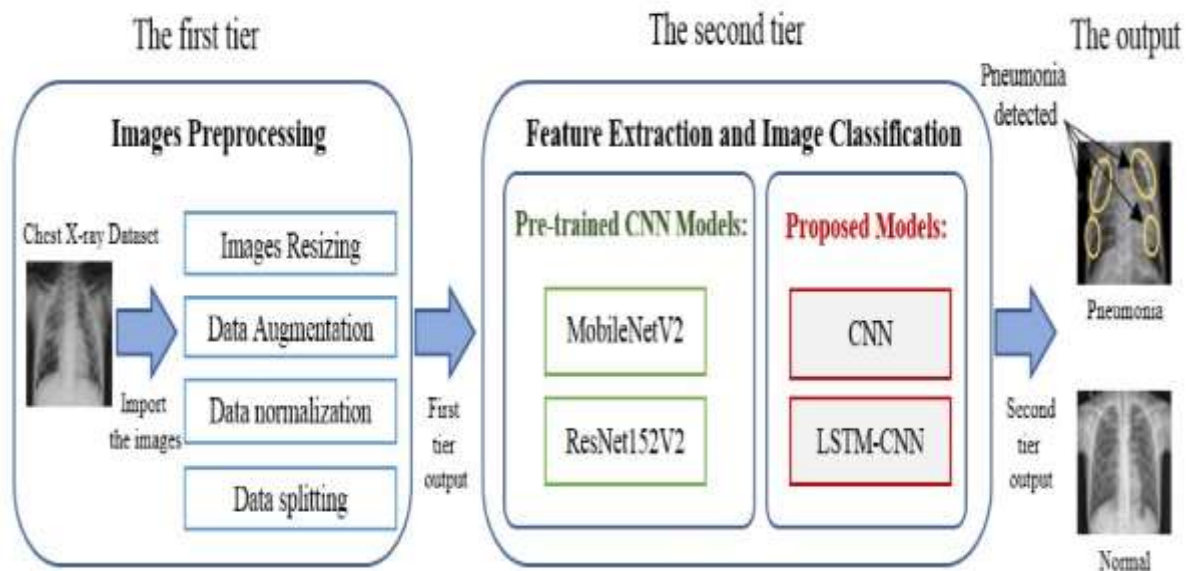 The first tier
The second tier
The output
Images Preprocessing
Chest X-ray Dataset
Import
the images
Images Resizing
Data Augmentation
Data normalization
Data splitting
First
tier
output
Feature Extraction and Image Classification
Pre-trained CNN Models:
MobileNetV2
ResNet152V2
Proposed Models:
CNN
LSTM-CNN
Second
tier
output
Pneumonia
detected
Pneumonia
Normal